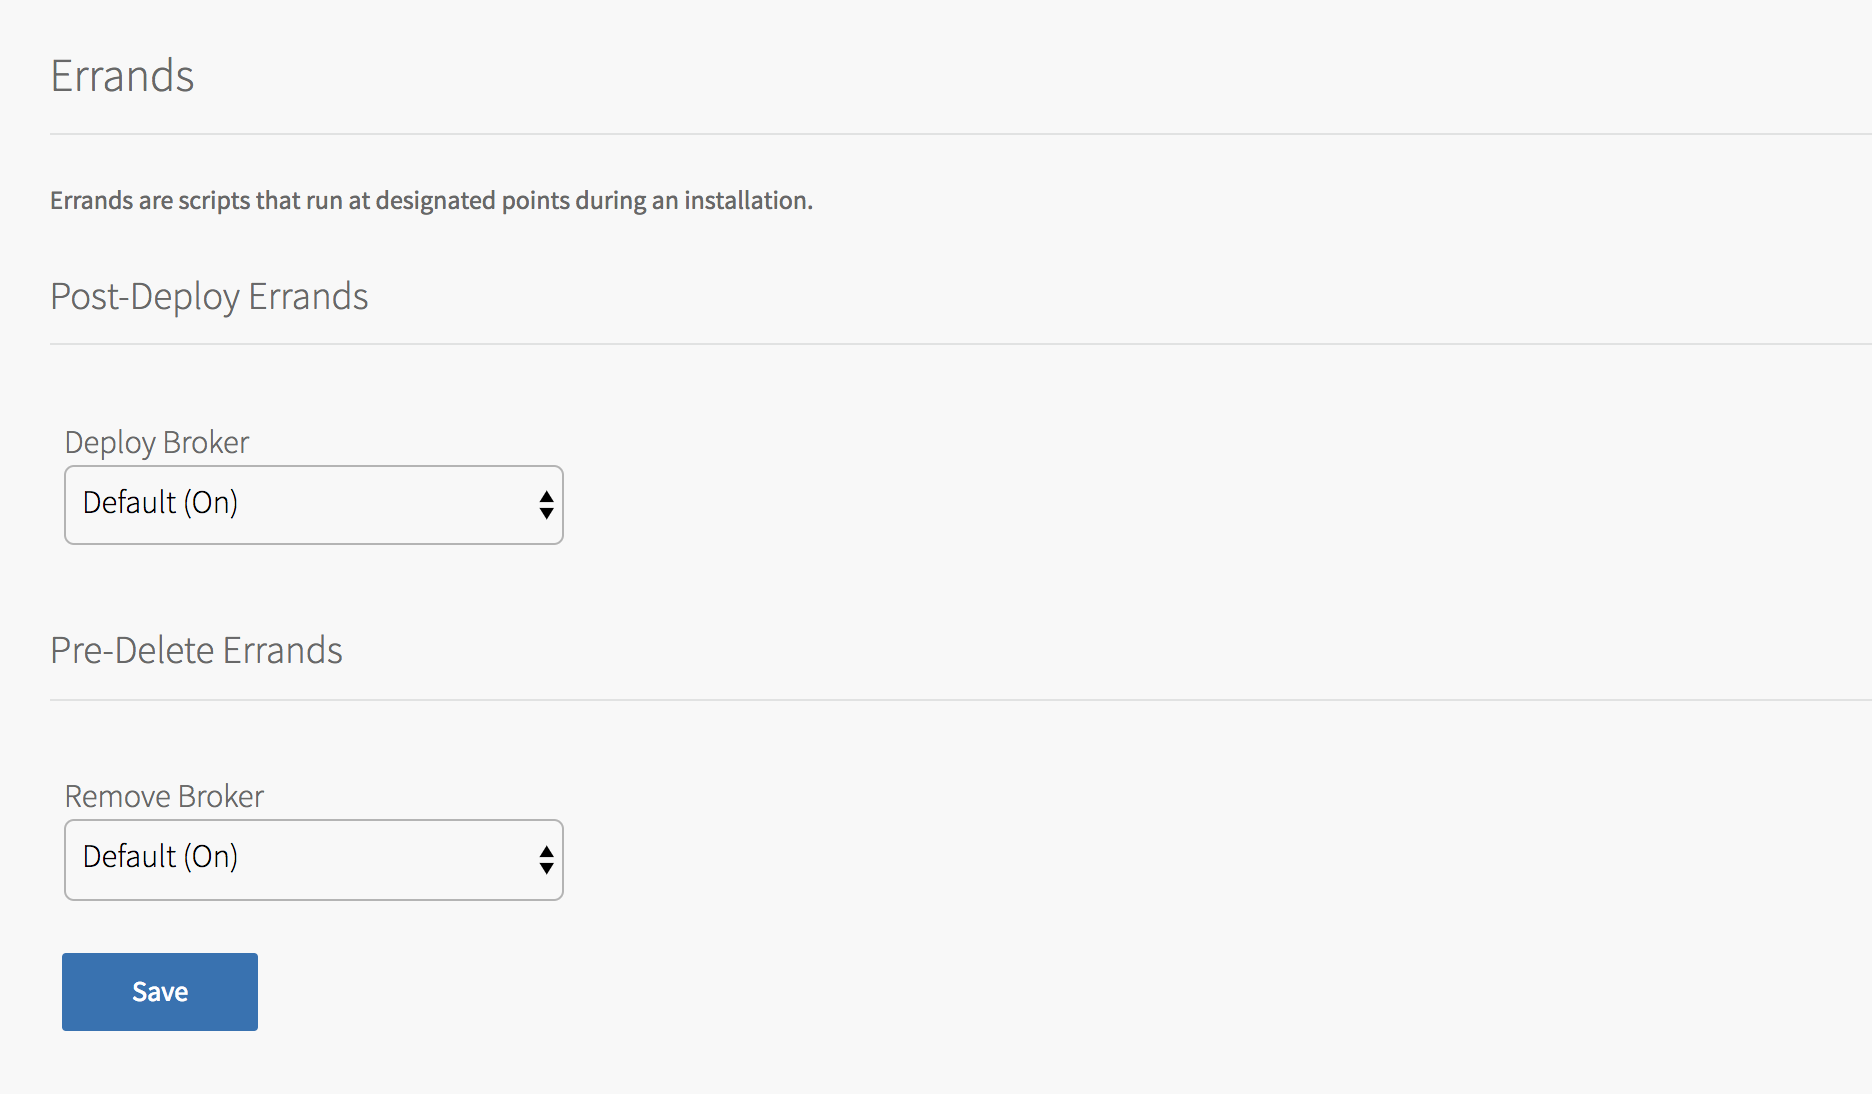 Errands
Errands are scripts that run at designated points during an installation.
Post-Deploy Errands
Deploy Broker
Default (On)
Pre-Delete Errands
Remove Broker
Default (On)
Save